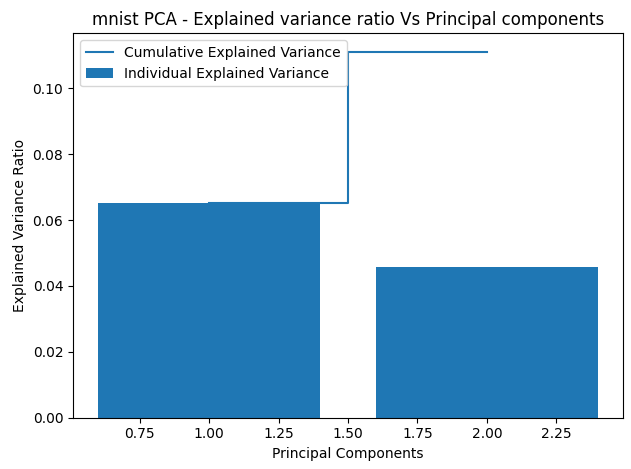 mnist PCA - Explained variance ratio Vs Principal components
Cumulative Explained Variance
Individual Explained Variance
Explained Variance Ratio
0.10
0.08
0.06
0.04
0.02
0.00
0.75 1.00 1.25 1.50 1.75 2.00 2.25
Principal Components